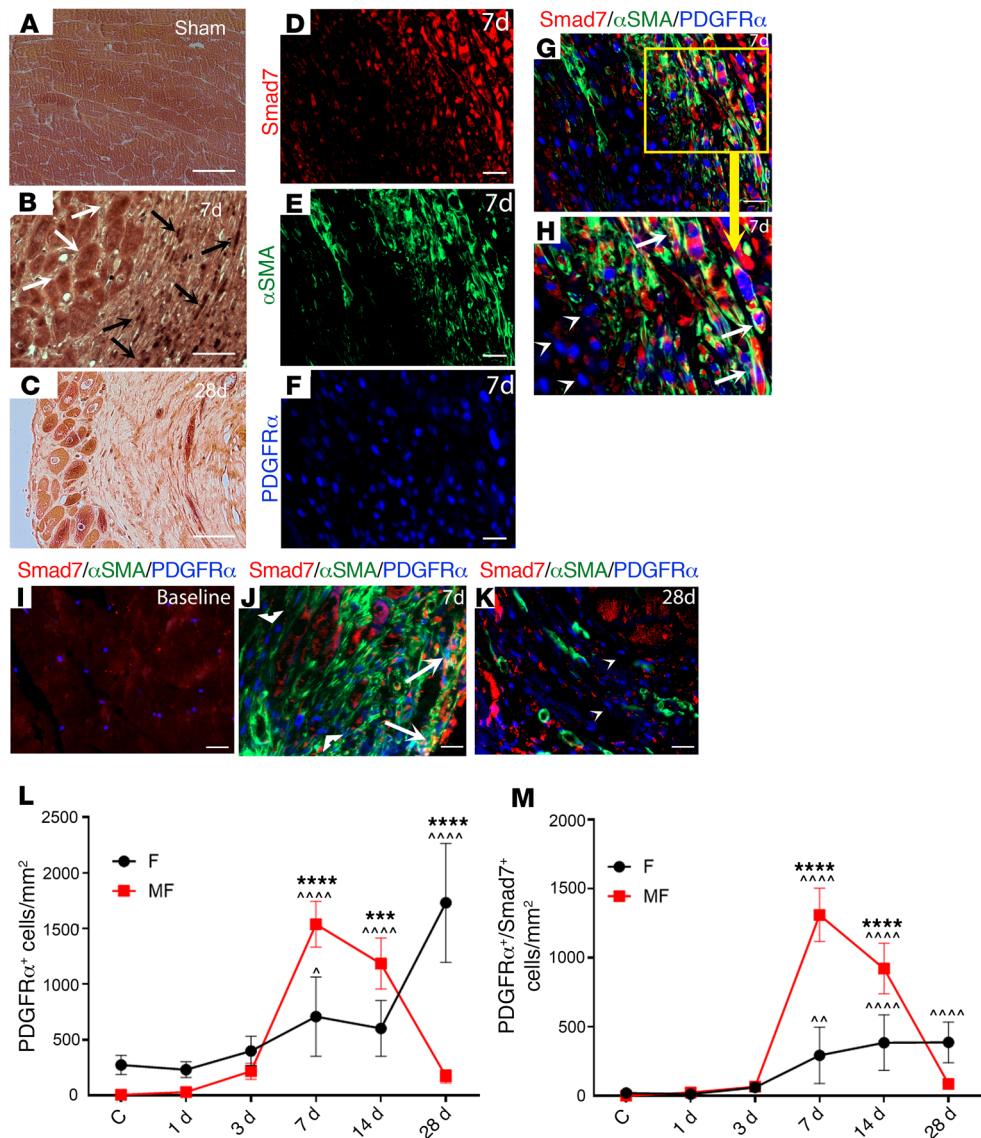 A
Sham
B
7d
C
28d
D
7d
Smad7
E
7d
αSMA
F
7d
PDGFRα
Smad7/αSMA/PDGFRα
G
7d
H
7d
Smad7/αSMA/PDGFRα
I
Baseline
Smad7/αSMA/PDGFRα
J
7d
Smad7/αSMA/PDGFRα
K
28d
L
PDGFRα+ cells/mm2
2500
2000
1500
1000
500
0
F
MF
****
^^^^
^
***
^^^^
****
^^^^
C
1 d
3 d
7 d
14 d
28 d
M
PDGFRα+/Smad7+
cells/mm2
2000
1500
1000
500
0
F
MF
****
^^^^
^^
****
^^^^
^^^^
^^^^
C
1 d
3 d
7 d
14 d
28 d